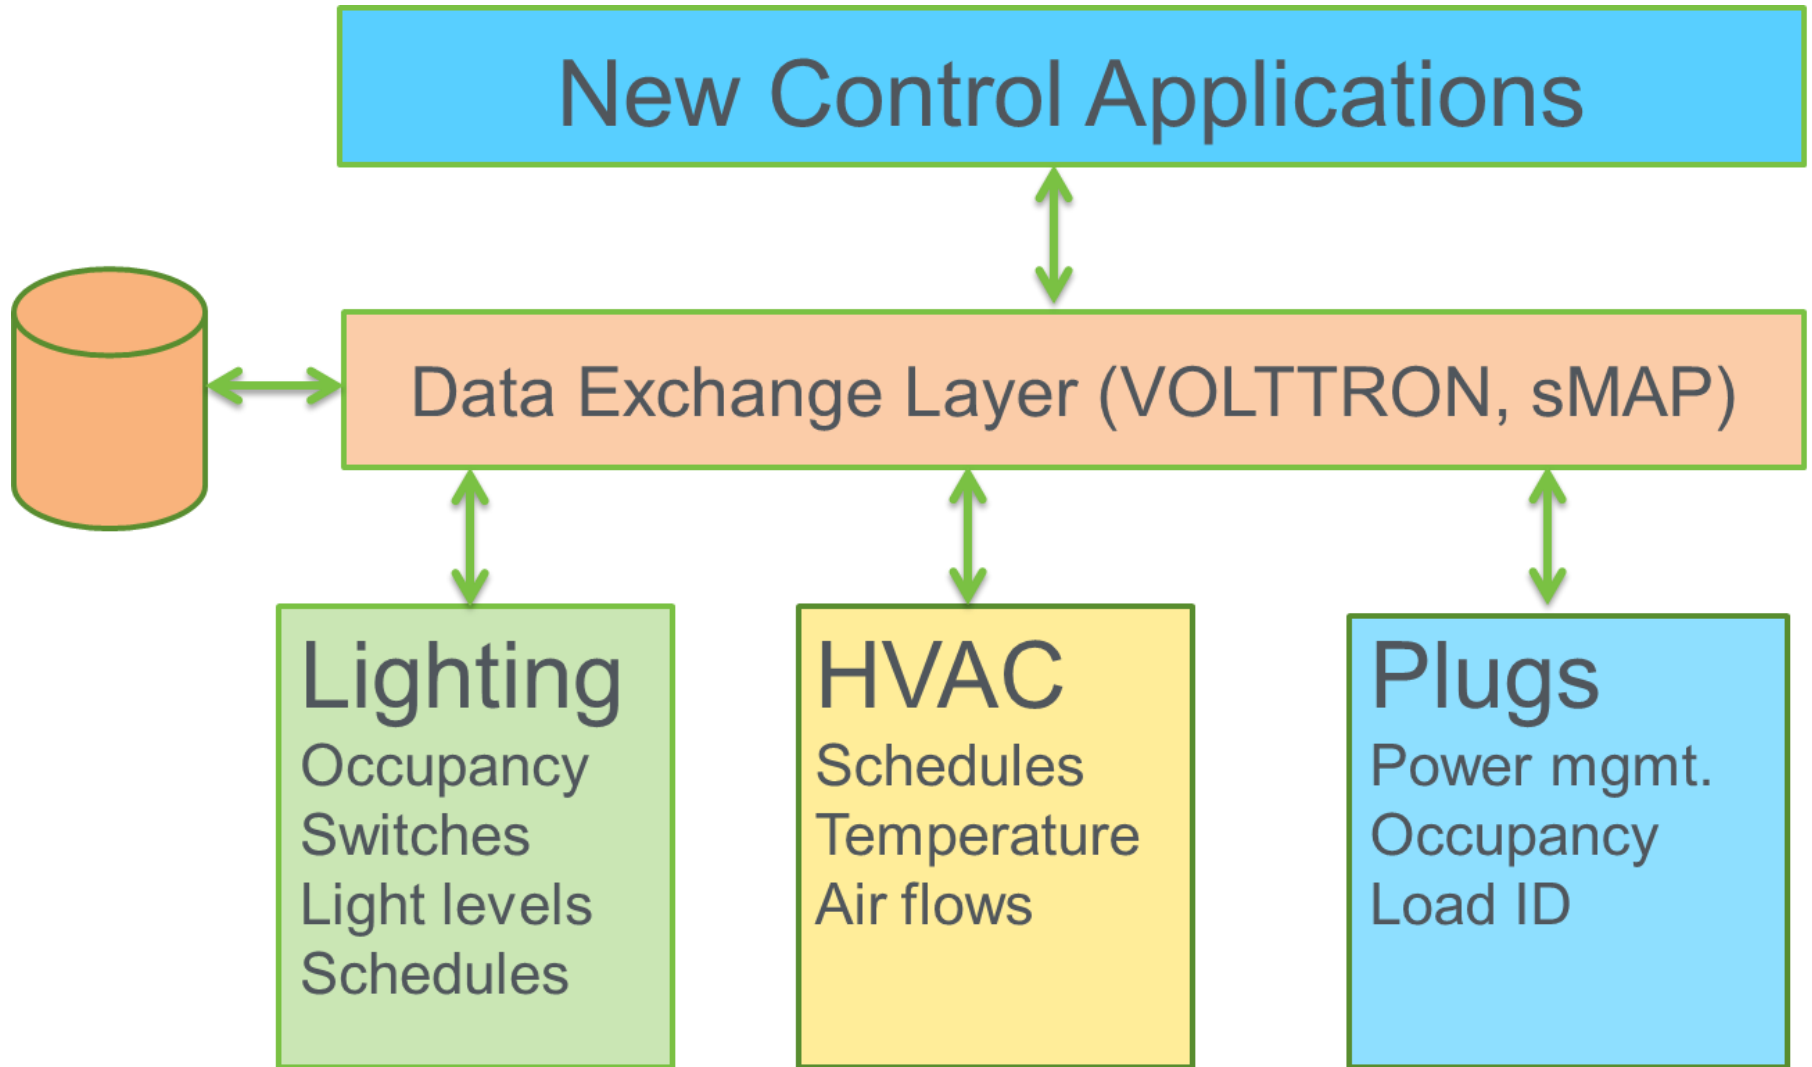 New Control Applications
Data Exchange Layer (VOLTTRON, sMAP)
Lighting
Occupancy
Switches
Light levels
Schedules
HVAC
Schedules
Temperature
Air flows
Plugs
Power mgmt.
Occupancy
Load ID